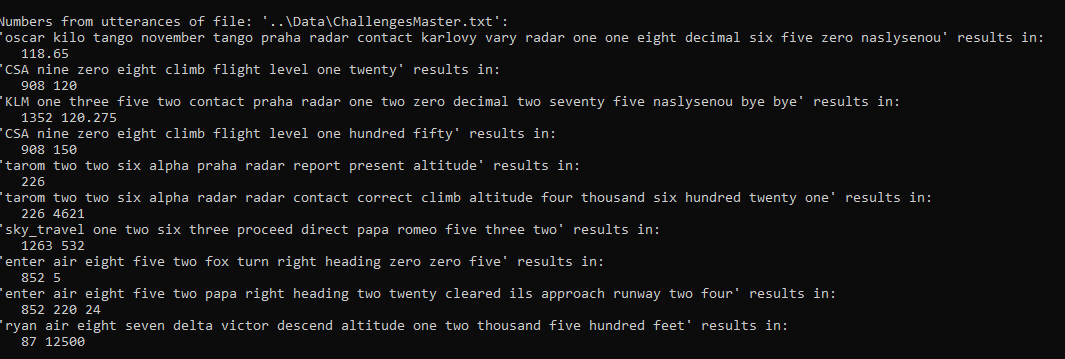 Numbers from utterances of file: '..\Data\ChallengesMaster.txt':
'oscar kilo tango november tango praha radar contact karlovy vary radar one one eight decimal six five zero naslysenou' results in:
118.65
'CSA nine zero eight climb flight level one twenty' results in:
908 120
'KLM one three five two contact praha radar one two zero decimal two seventy five naslysenou bye bye' results in:
1352 120.275
'CSA nine zero eight climb flight level one hundred fifty' results in:
908 150
'tarom two two six alpha praha radar report present altitude' results in:
226
'tarom two two six alpha radar radar contact correct climb altitude four thousand six hundred twenty one' results in:
226 4621
'sky_travel one two six three proceed direct papa romeo five three two' results in:
1263 532
'enter air eight five two fox turn right heading zero zero five' results in:
852 5
'enter air eight five two papa right heading two twenty cleared ils approach runway two four' results in:
852 220 24
'ryan air eight seven delta victor descend altitude one two thousand five hundred feet' results in:
87 12500